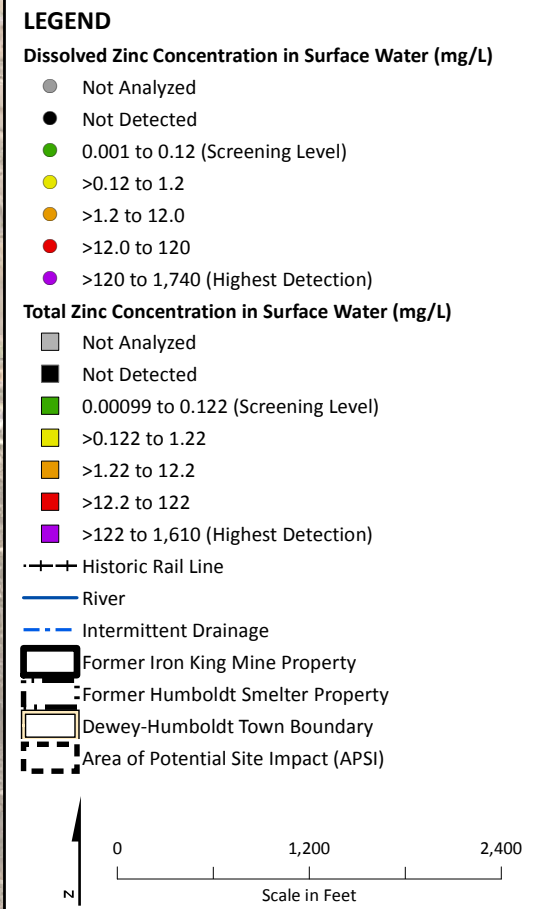 LEGEND
Dissolved Zinc Concentration in Surface Water (mg/L)
Not Analyzed
Not Detected
0.001 to 0.12 (Screening Level)
>0.12 to 1.2
>1.2 to 12.0
>12.0 to 120
>120 to 1,740 (Highest Detection)
Total Zinc Concentration in Surface Water (mg/L)
Not Analyzed
Not Detected
0.00099 to 0.122 (Screening Level)
>0.122 to 1.22
>1.22 to 12.2
>12.2 to 122
>122 to 1,610 (Highest Detection)
Historic Rail Line
River
Intermittent Drainage
Former Iron King Mine Property
Former Humboldt Smelter Property
Dewey-Humboldt Town Boundary
Area of Potential Site Impact (APSI)
0 1,200 2,400
N Scale in Feet